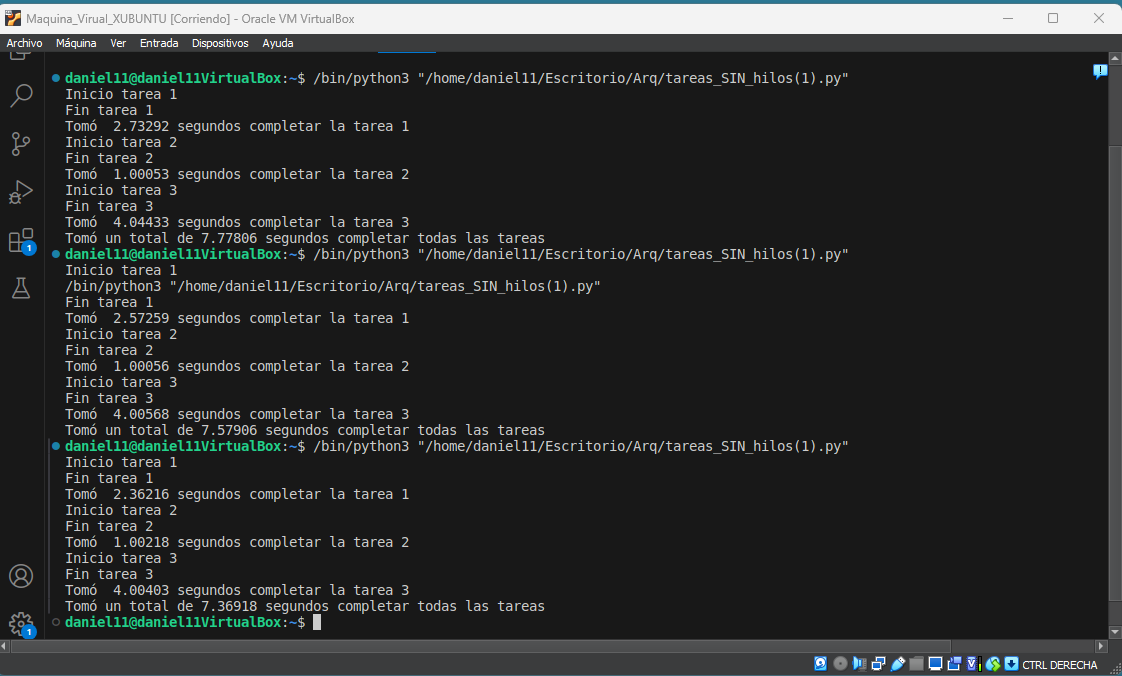 Maquina_Virual_XUBUNTU [Corriendo] - Oracle VM VirtualBox
Archivo Máquina Ver Entrada Dispositivos Ayuda
daniel11@daniel11VirtualBox:~$ /bin/python3 "/home/daniel11/Escritorio/Arq/tareas_SIN_hilos(1).py"
Inicio tarea 1
Fin tarea 1
Tomó  2.73292 segundos completar la tarea 1
Inicio tarea 2
Fin tarea 2
Tomó  1.00053 segundos completar la tarea 2
Inicio tarea 3
Fin tarea 3
Tomó  4.04433 segundos completar la tarea 3
Tomó un total de 7.77806 segundos completar todas las tareas
daniel11@daniel11VirtualBox:~$ /bin/python3 "/home/daniel11/Escritorio/Arq/tareas_SIN_hilos(1).py"
Inicio tarea 1
/bin/python3 "/home/daniel11/Escritorio/Arq/tareas_SIN_hilos(1).py"
Fin tarea 1
Tomó  2.57259 segundos completar la tarea 1
Inicio tarea 2
Fin tarea 2
Tomó  1.00056 segundos completar la tarea 2
Inicio tarea 3
Fin tarea 3
Tomó  4.00568 segundos completar la tarea 3
Tomó un total de 7.57906 segundos completar todas las tareas
daniel11@daniel11VirtualBox:~$ /bin/python3 "/home/daniel11/Escritorio/Arq/tareas_SIN_hilos(1).py"
Inicio tarea 1
Fin tarea 1
Tomó  2.36216 segundos completar la tarea 1
Inicio tarea 2
Fin tarea 2
Tomó  1.00218 segundos completar la tarea 2
Inicio tarea 3
Fin tarea 3
Tomó  4.00403 segundos completar la tarea 3
Tomó un total de 7.36918 segundos completar todas las tareas
daniel11@daniel11VirtualBox:~$
1
1
CTRL DERECHA